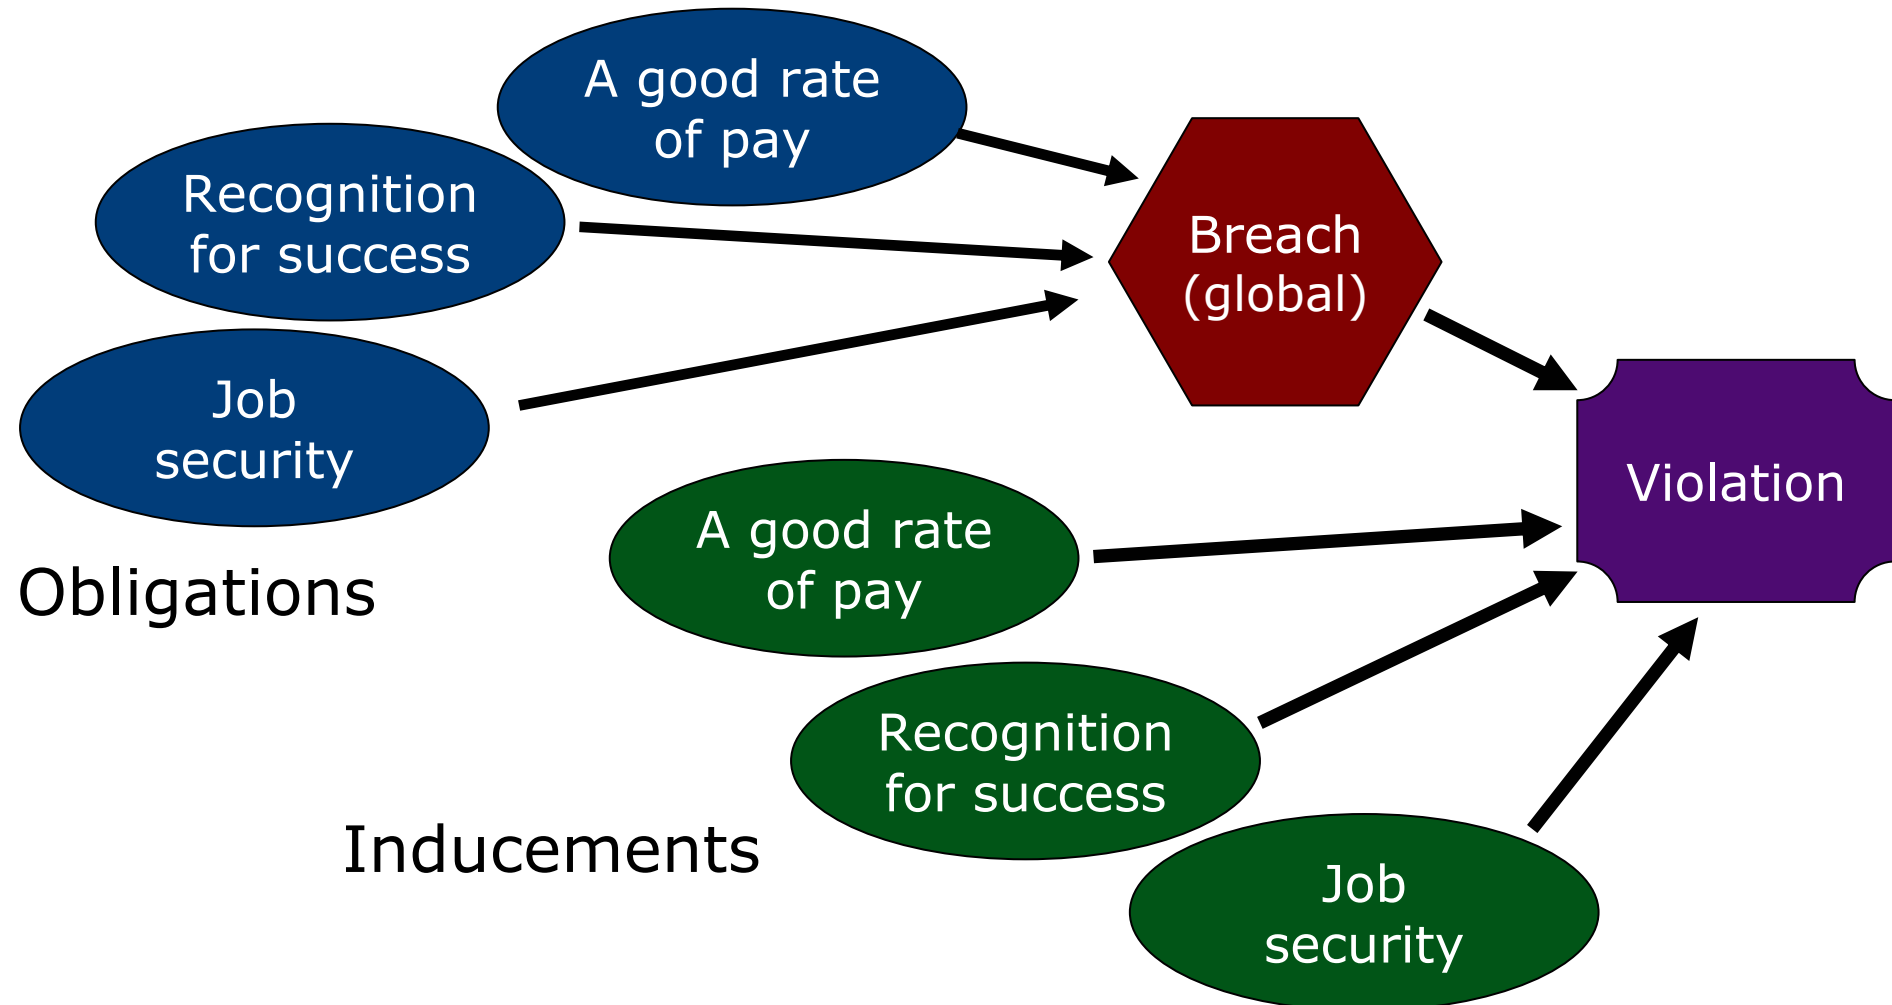 A good rate
of pay
Recognition
for success
Breach
(global)
Job
security
Violation
A good rate
of pay
Obligations
Recognition
for success
Inducements
Job
security